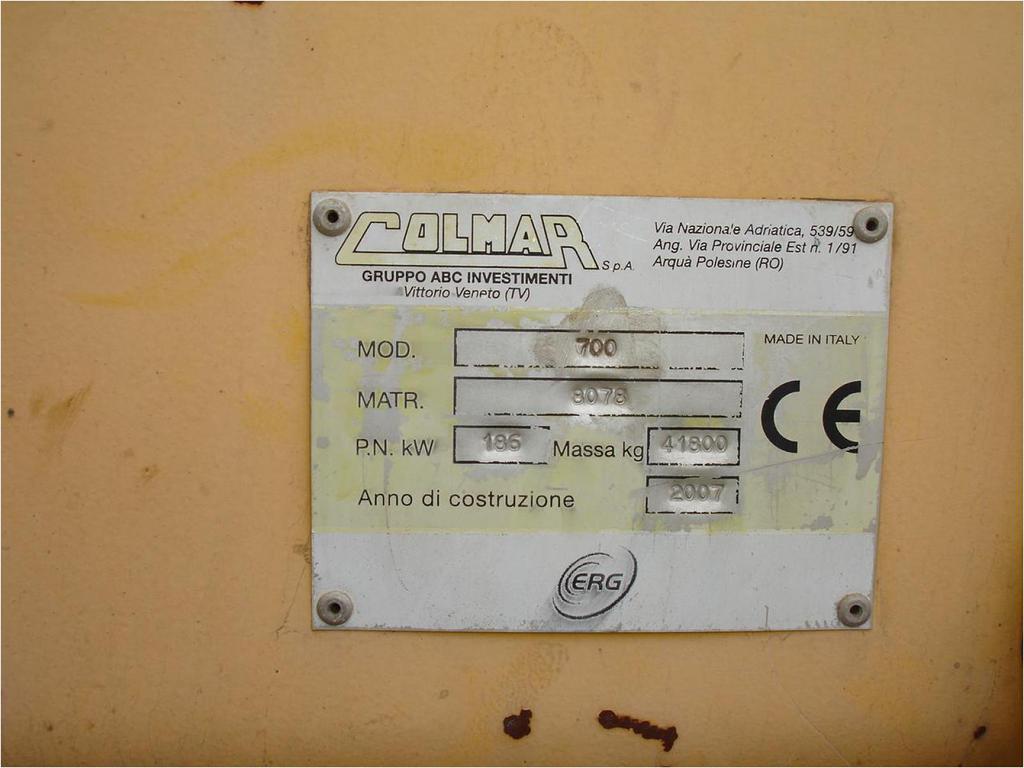 COLMAR S.p.A.
GRUPPO ABC INVESTIMENTI
Vittorio Veneto (TV)
Via Nazionale Adriatica, 539/59
Ang. Via Provinciale Est n. 1/91
Arquà Polesine (RO)
MOD. 700
MADE IN ITALY
MATR. 8078
CE
P.N. kW 186 Massa kg 41800
Anno di costruzione 2007
ERG